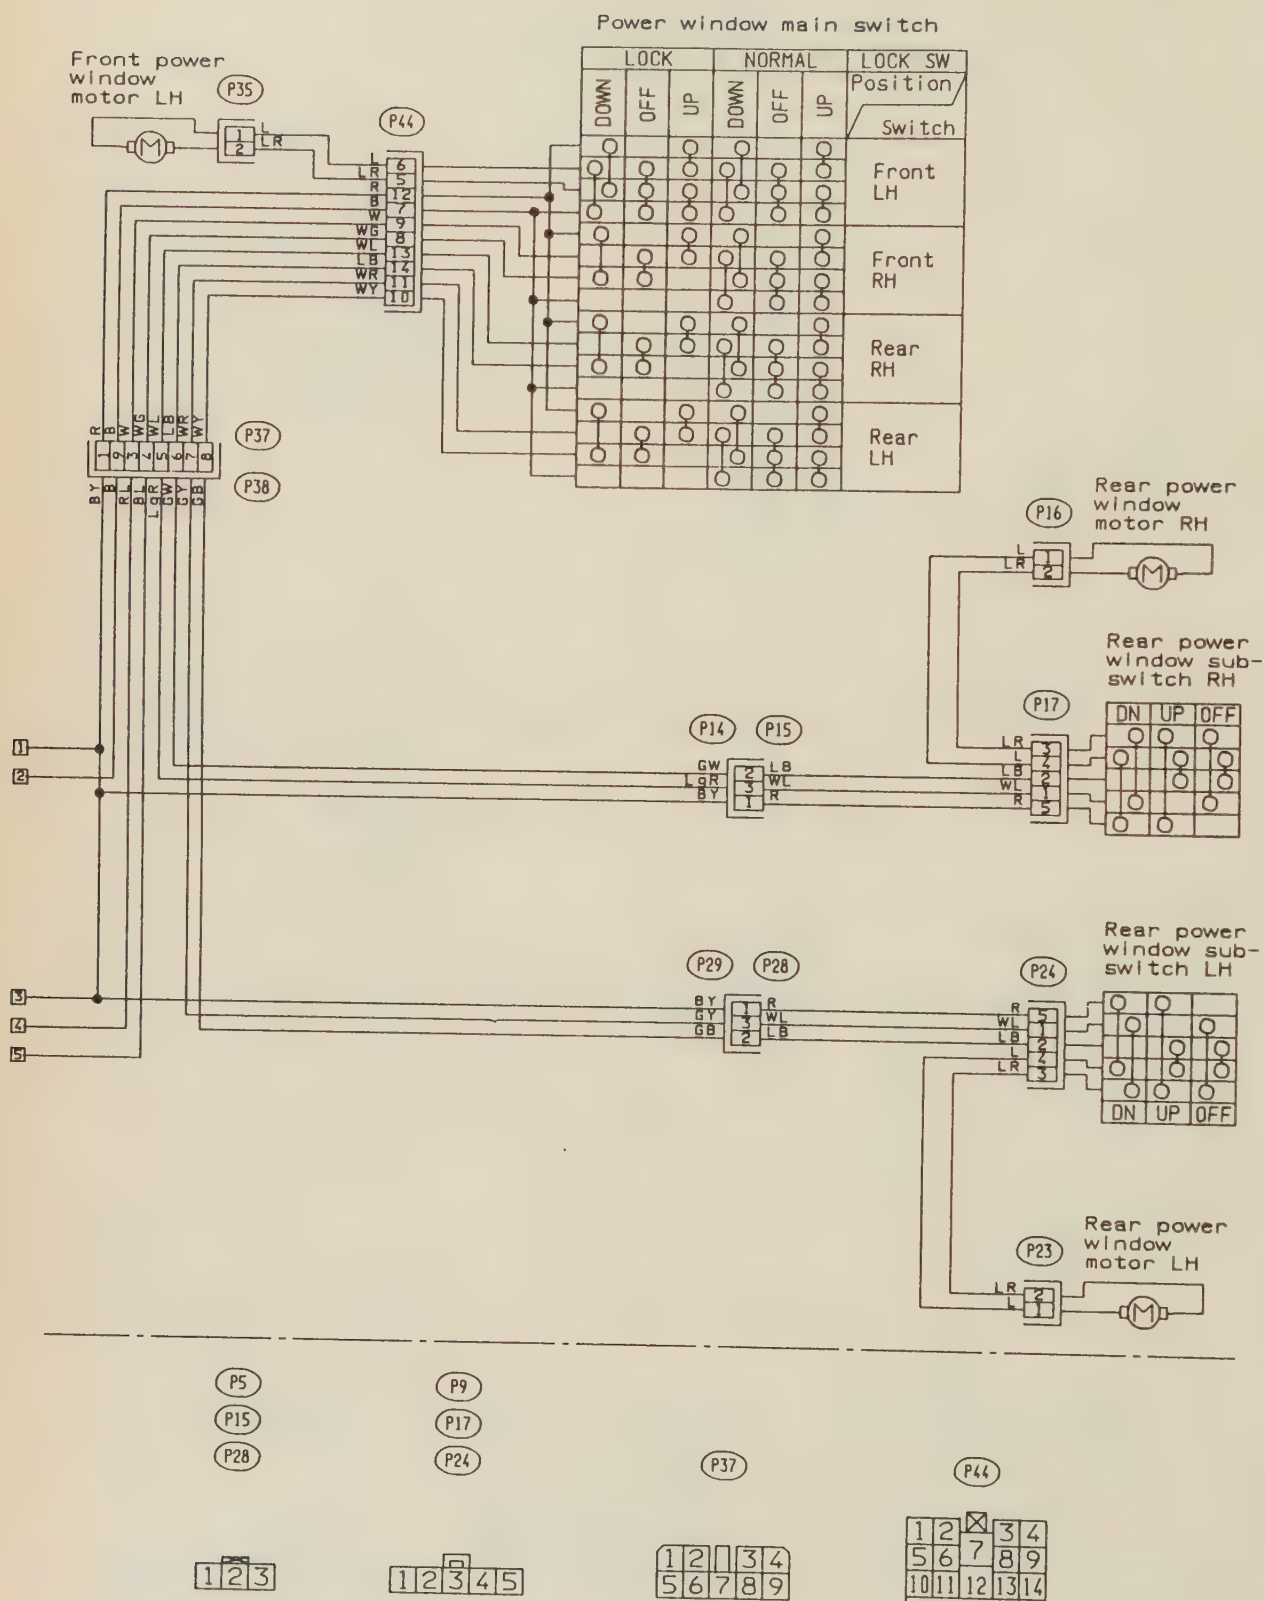 Power window main switch
Front power
window
motor LH
P35
P44
LOCK
NORMAL
LOCK SW
DOWN
OFF
UP
DOWN
OFF
UP
Position
Switch
Front
LH
Front
RH
Rear
RH
Rear
LH
M
1
2
L
LR
L 6
LR 5
R 12
B 7
W 9
WG 8
WL 13
LB 14
WR 11
WY 10
R B W WG WL LB WR WY
1 9 3 4 5 6 7 8
P37
P38
BY B RL BL LgR GW GY GB
Rear power
window
motor RH
P16
L 1
LR 2
M
Rear power
window sub-
switch RH
P17
DN UP OFF
LR 3
L 4
LB 2
WL 1
R 5
P14 P15
GW 2 LB
LgR 3 WL
BY 1 R
1
2
3
4
5
Rear power
window sub-
switch LH
P29 P28
BY 1 R
GY 3 WL
GB 2 LB
P24
R 5
WL 1
LB 2
L 4
LR 3
DN UP OFF
Rear power
window
motor LH
P23
LR 2
L 1
M
P5
P15
P28
P9
P17
P24
P37
P44
1 2 3
1 2 3 4 5
1 2 3 4
5 6 7 8 9
1 2 3 4
5 6 7 8 9
10 11 12 13 14